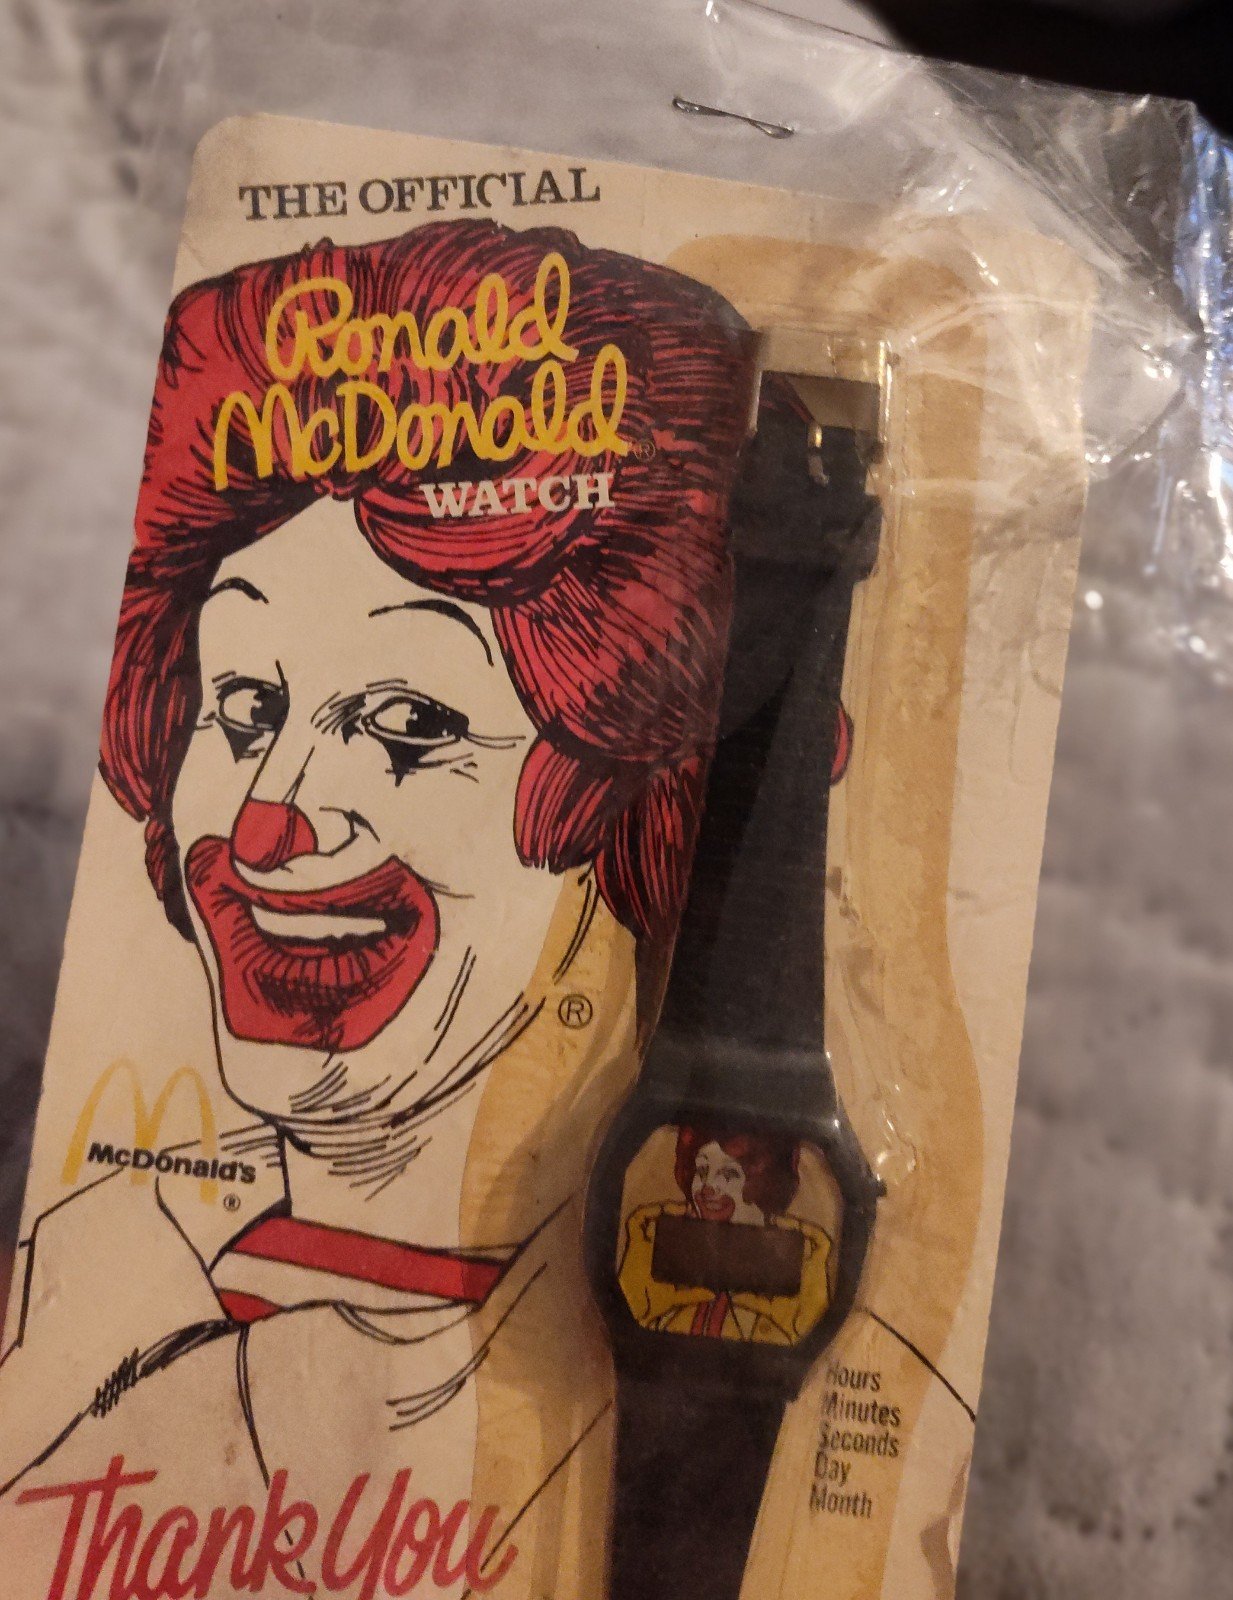 THE OFFICIAL
Ronald
McDonald®
WATCH
®
McDonald's
®
Hours
Minutes
Seconds
Day
Month
Thank You